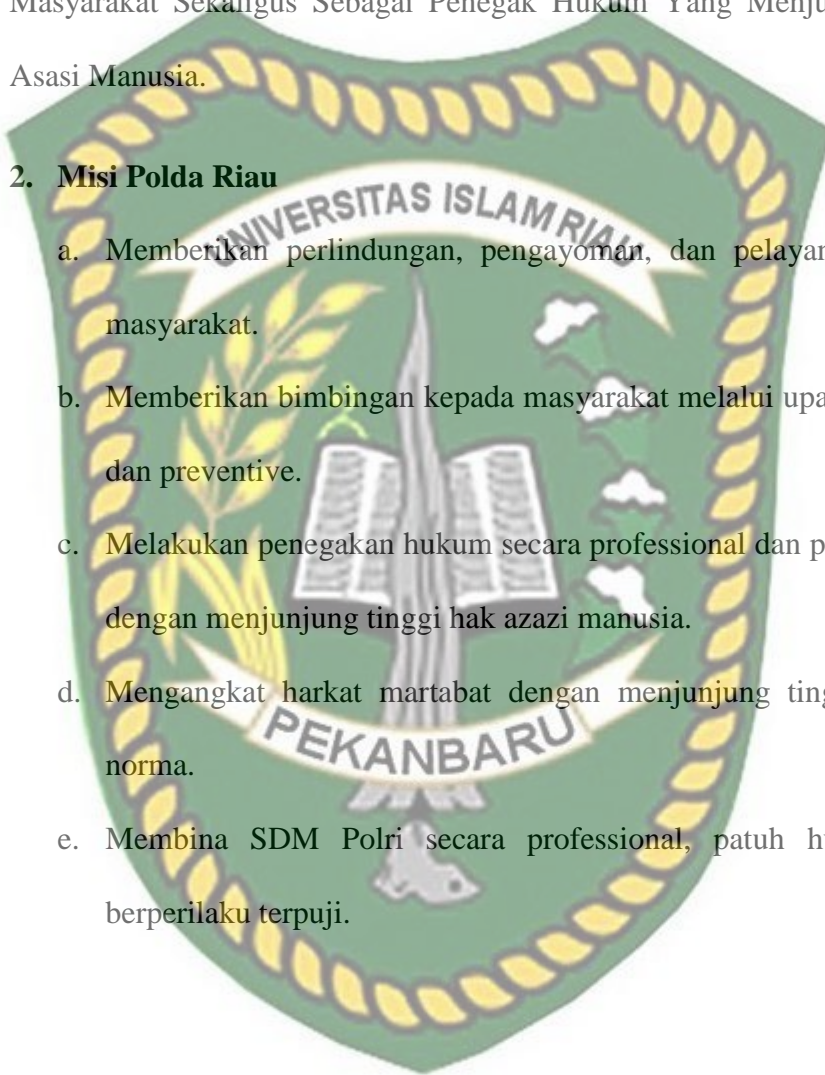 Masyarakat Sekaligus Sebagai Penegak Hukum Yang Menju
Asasi Manusia.
2. Misi Polda Riau
UNIVERSITAS ISLAM RIAU
a. Memberikan perlindungan, pengayoman, dan pelayan
masyarakat.
b. Memberikan bimbingan kepada masyarakat melalui upa
dan preventive.
c. Melakukan penegakan hukum secara professional dan p
dengan menjunjung tinggi hak azazi manusia.
d. Mengangkat harkat martabat dengan menjunjung ting
norma.
PEKANBARU
e. Membina SDM Polri secara professional, patuh h
berperilaku terpuji.